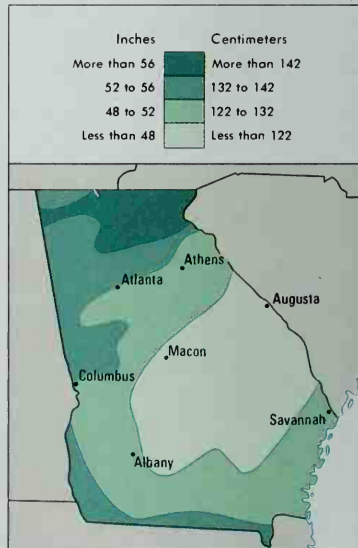 Inches Centimeters
More than 56 More than 142
52 to 56 132 to 142
48 to 52 122 to 132
Less than 48 Less than 122
Athens
Atlanta
Augusta
Macon
Columbus
Savannah
Albany